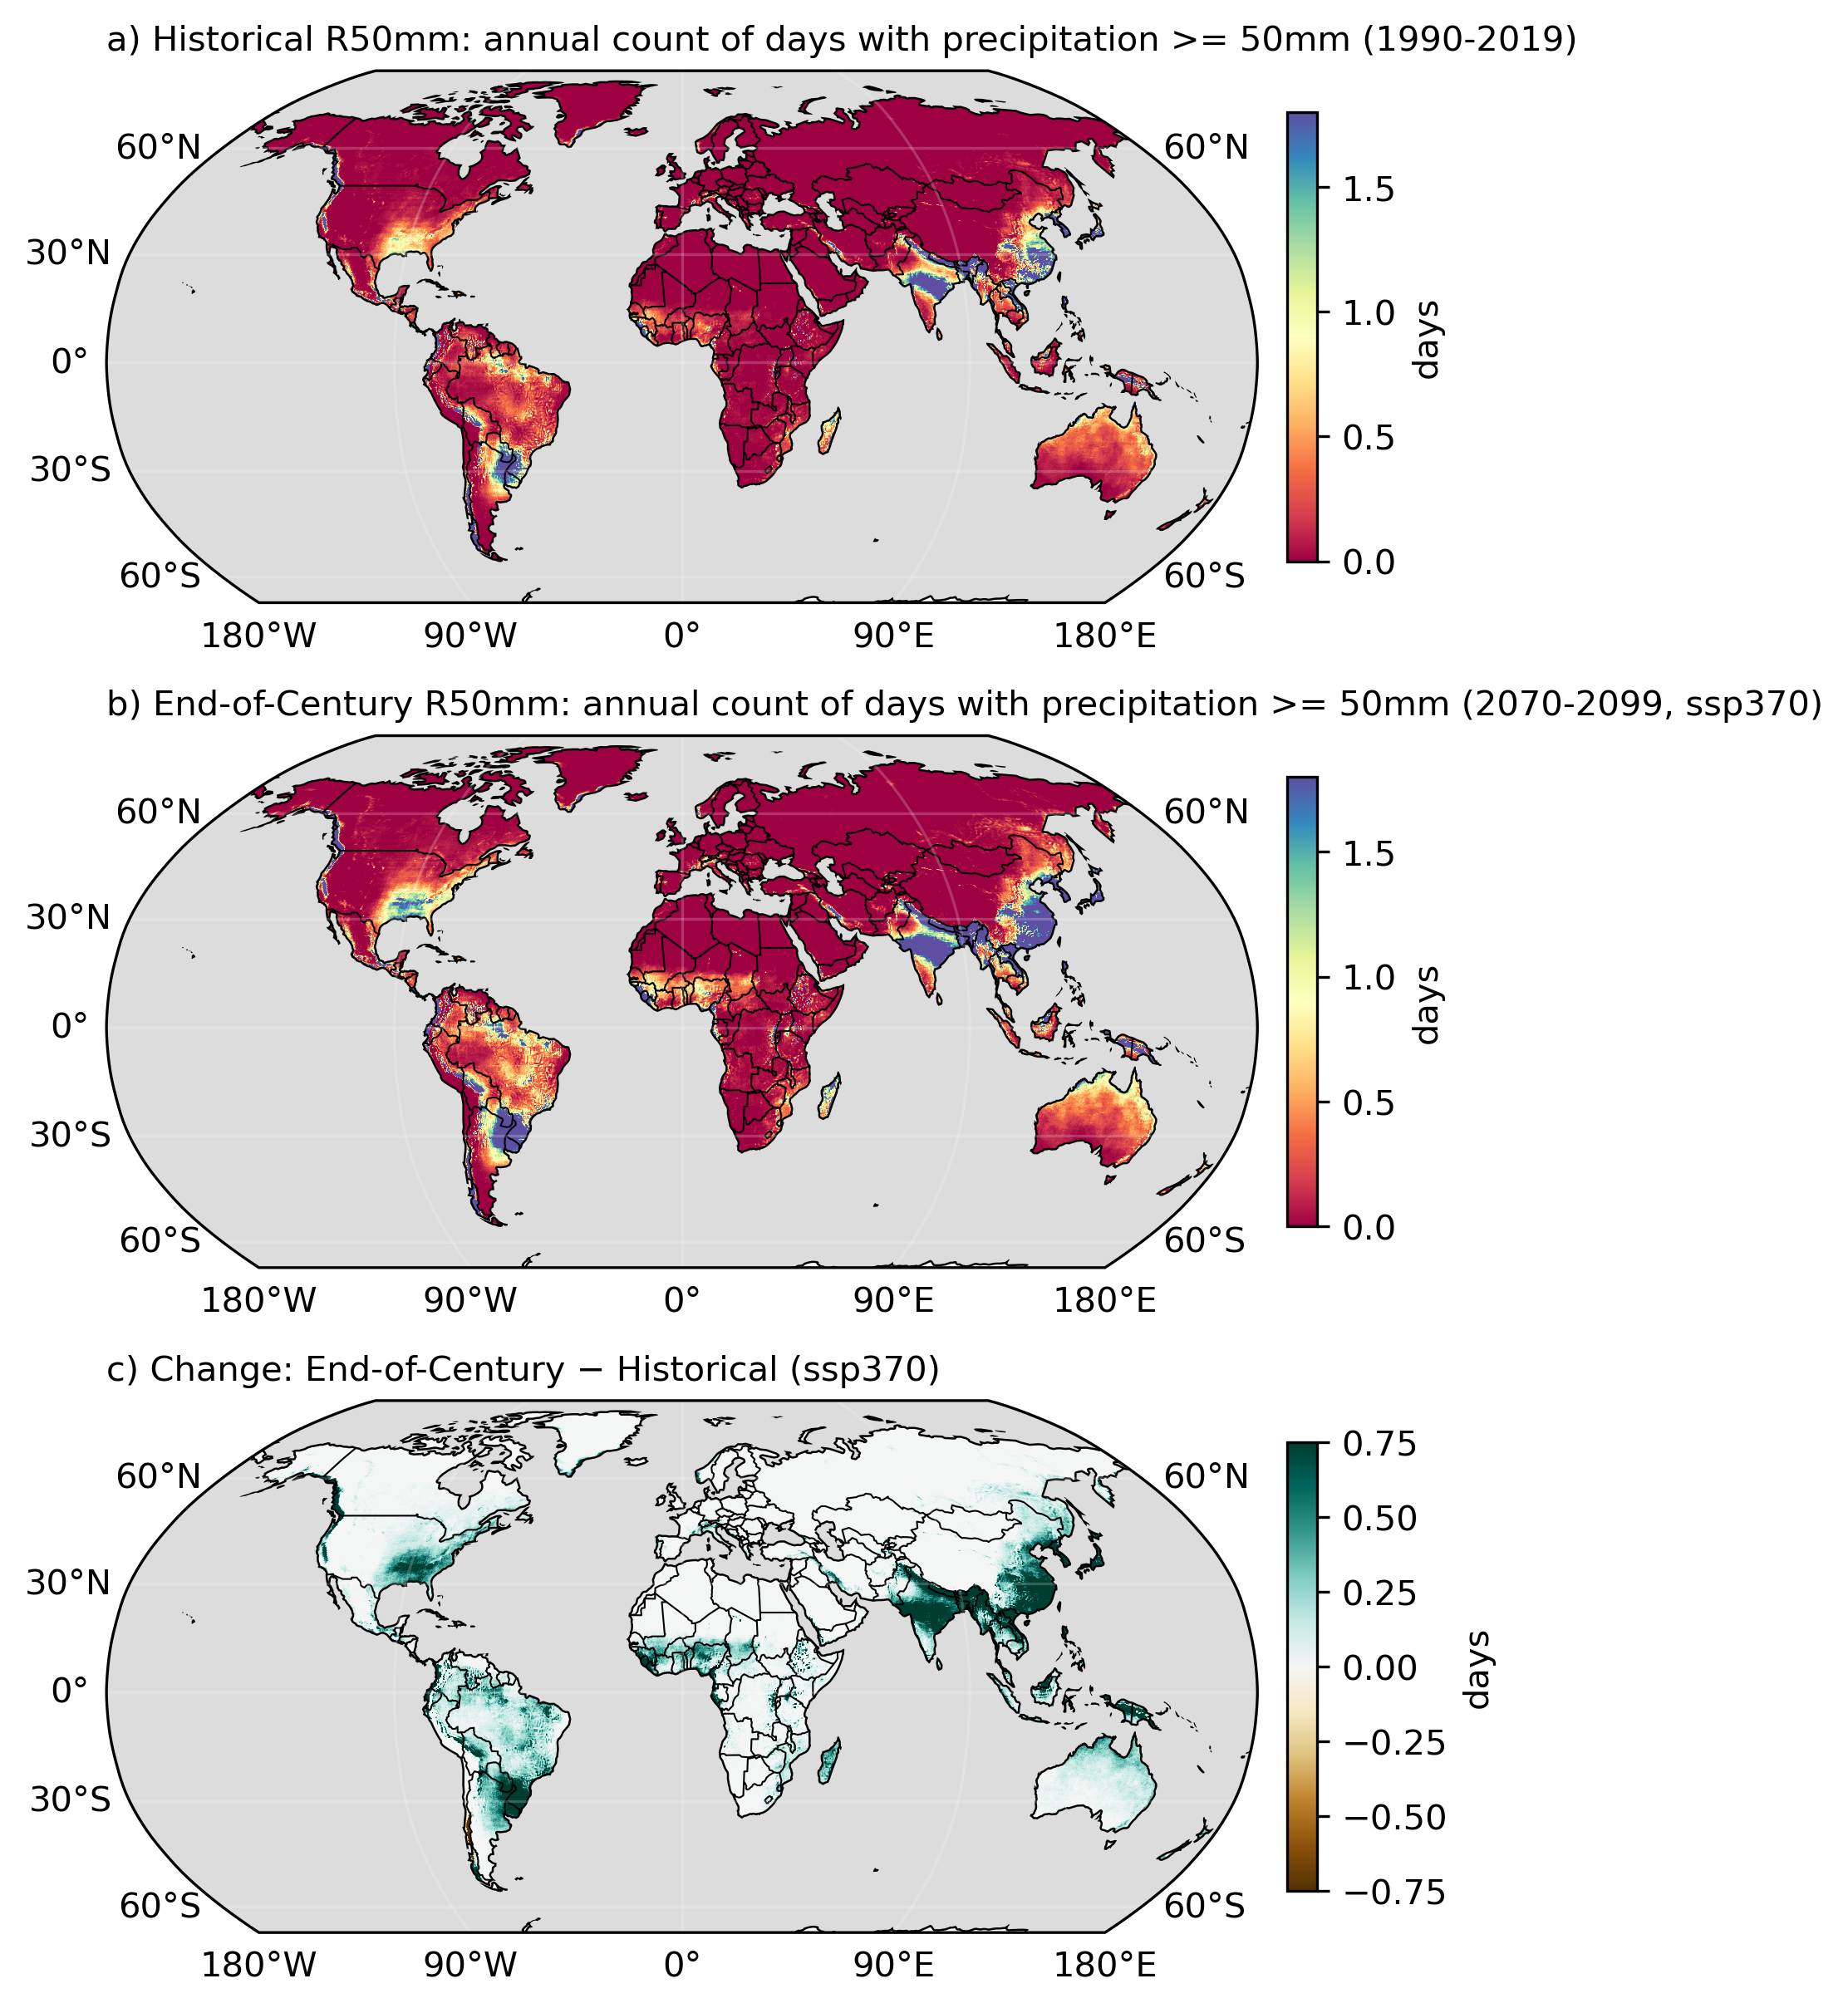 a) Historical R50mm: annual count of days with precipitation >= 50mm (1990-2019)
60°N
60°N
30°N
0°
30°S
60°S
60°S
180°W
90°W
0°
90°E
180°E
1.5
1.0
0.5
0.0
days
b) End-of-Century R50mm: annual count of days with precipitation >= 50mm (2070-2099, ssp370)
60°N
60°N
30°N
0°
30°S
60°S
60°S
180°W
90°W
0°
90°E
180°E
1.5
1.0
0.5
0.0
days
c) Change: End-of-Century − Historical (ssp370)
60°N
60°N
30°N
0°
30°S
60°S
60°S
180°W
90°W
0°
90°E
180°E
0.75
0.50
0.25
0.00
−0.25
−0.50
−0.75
days